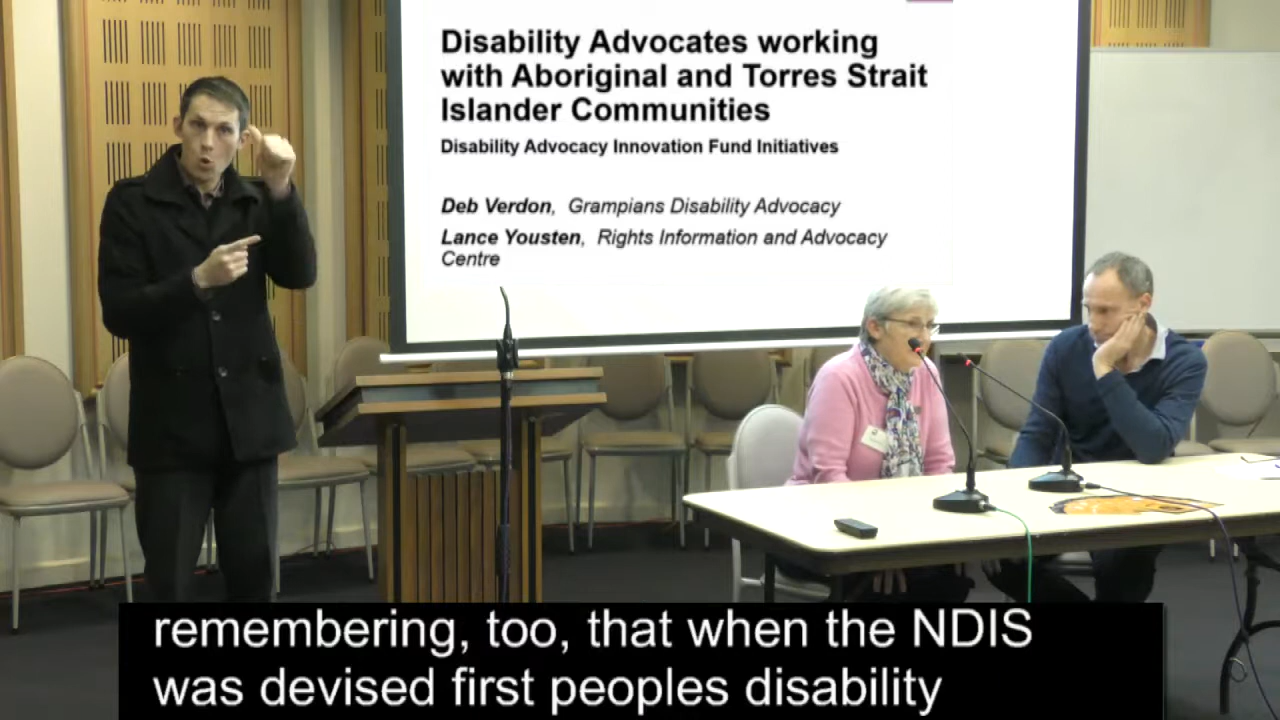 Disability Advocates working
with Aboriginal and Torres Strait
Islander Communities
Disability Advocacy Innovation Fund Initiatives
Deb Verdon, Grampians Disability Advocacy
Lance Yousten, Rights Information and Advocacy
Centre
remembering, too, that when the NDIS
was devised first peoples disability